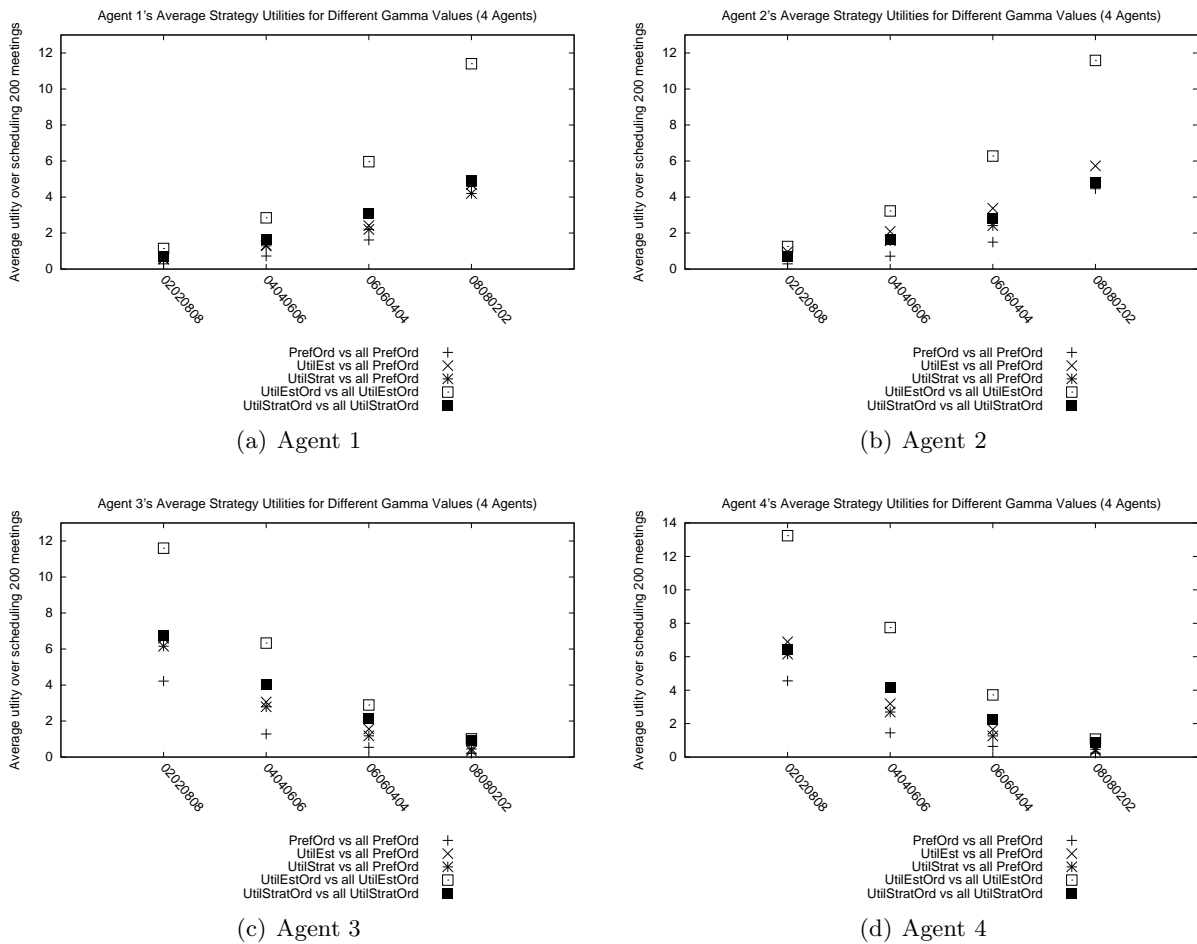 Agent 1's Average Strategy Utilities for Different Gamma Values (4 Agents)
Average utlity over scheduling 200 meetings
12
10
8
6
4
2
0
02020808
04040606
06060404
08080202
PrefOrd vs all PrefOrd
UtilEst vs all PrefOrd
UtilStrat vs all PrefOrd
UtilEstOrd vs all UtilEstOrd
UtilStratOrd vs all UtilStratOrd
(a) Agent 1
Agent 2's Average Strategy Utilities for Different Gamma Values (4 Agents)
Average utlity over scheduling 200 meetings
12
10
8
6
4
2
0
02020808
04040606
06060404
08080202
PrefOrd vs all PrefOrd
UtilEst vs all PrefOrd
UtilStrat vs all PrefOrd
UtilEstOrd vs all UtilEstOrd
UtilStratOrd vs all UtilStratOrd
(b) Agent 2
Agent 3's Average Strategy Utilities for Different Gamma Values (4 Agents)
Average utlity over scheduling 200 meetings
12
10
8
6
4
2
0
02020808
04040606
06060404
08080202
PrefOrd vs all PrefOrd
UtilEst vs all PrefOrd
UtilStrat vs all PrefOrd
UtilEstOrd vs all UtilEstOrd
UtilStratOrd vs all UtilStratOrd
(c) Agent 3
Agent 4's Average Strategy Utilities for Different Gamma Values (4 Agents)
Average utlity over scheduling 200 meetings
14
12
10
8
6
4
2
0
02020808
04040606
06060404
08080202
PrefOrd vs all PrefOrd
UtilEst vs all PrefOrd
UtilStrat vs all PrefOrd
UtilEstOrd vs all UtilEstOrd
UtilStratOrd vs all UtilStratOrd
(d) Agent 4